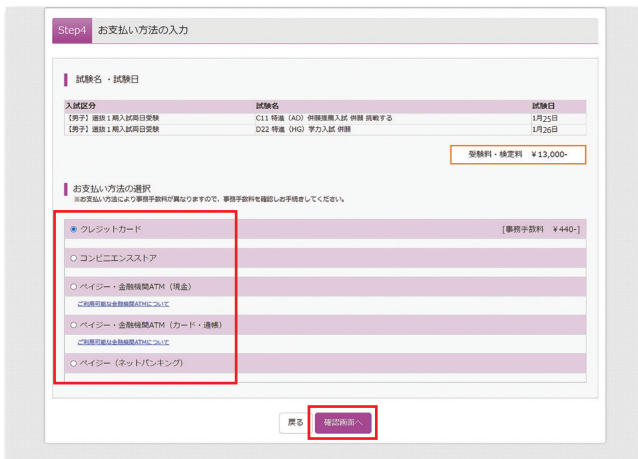 Step4 お支払い方法の入力
試験名・試験日
入試区分 試験名 試験日
【男子】選抜1期入試両日受験 C11 特進（AD）併願推薦入試 併願 挑戦する 1月25日
【男子】選抜1期入試両日受験 D22 特進（HG）学力入試 併願 1月26日
受験料・検定料 ￥13,000-
お支払い方法の選択
※お支払い方法により事務手数料が異なりますので、事務手数料を確認しお手続きしてください。
クレジットカード [事務手数料 ￥440-]
コンビニエンスストア
ペイジー・金融機関ATM（現金）
ご利用可能な金融機関ATMについて
ペイジー・金融機関ATM（カード・通帳）
ご利用可能な金融機関ATMについて
ペイジー（ネットバンキング）
戻る 確認画面へ